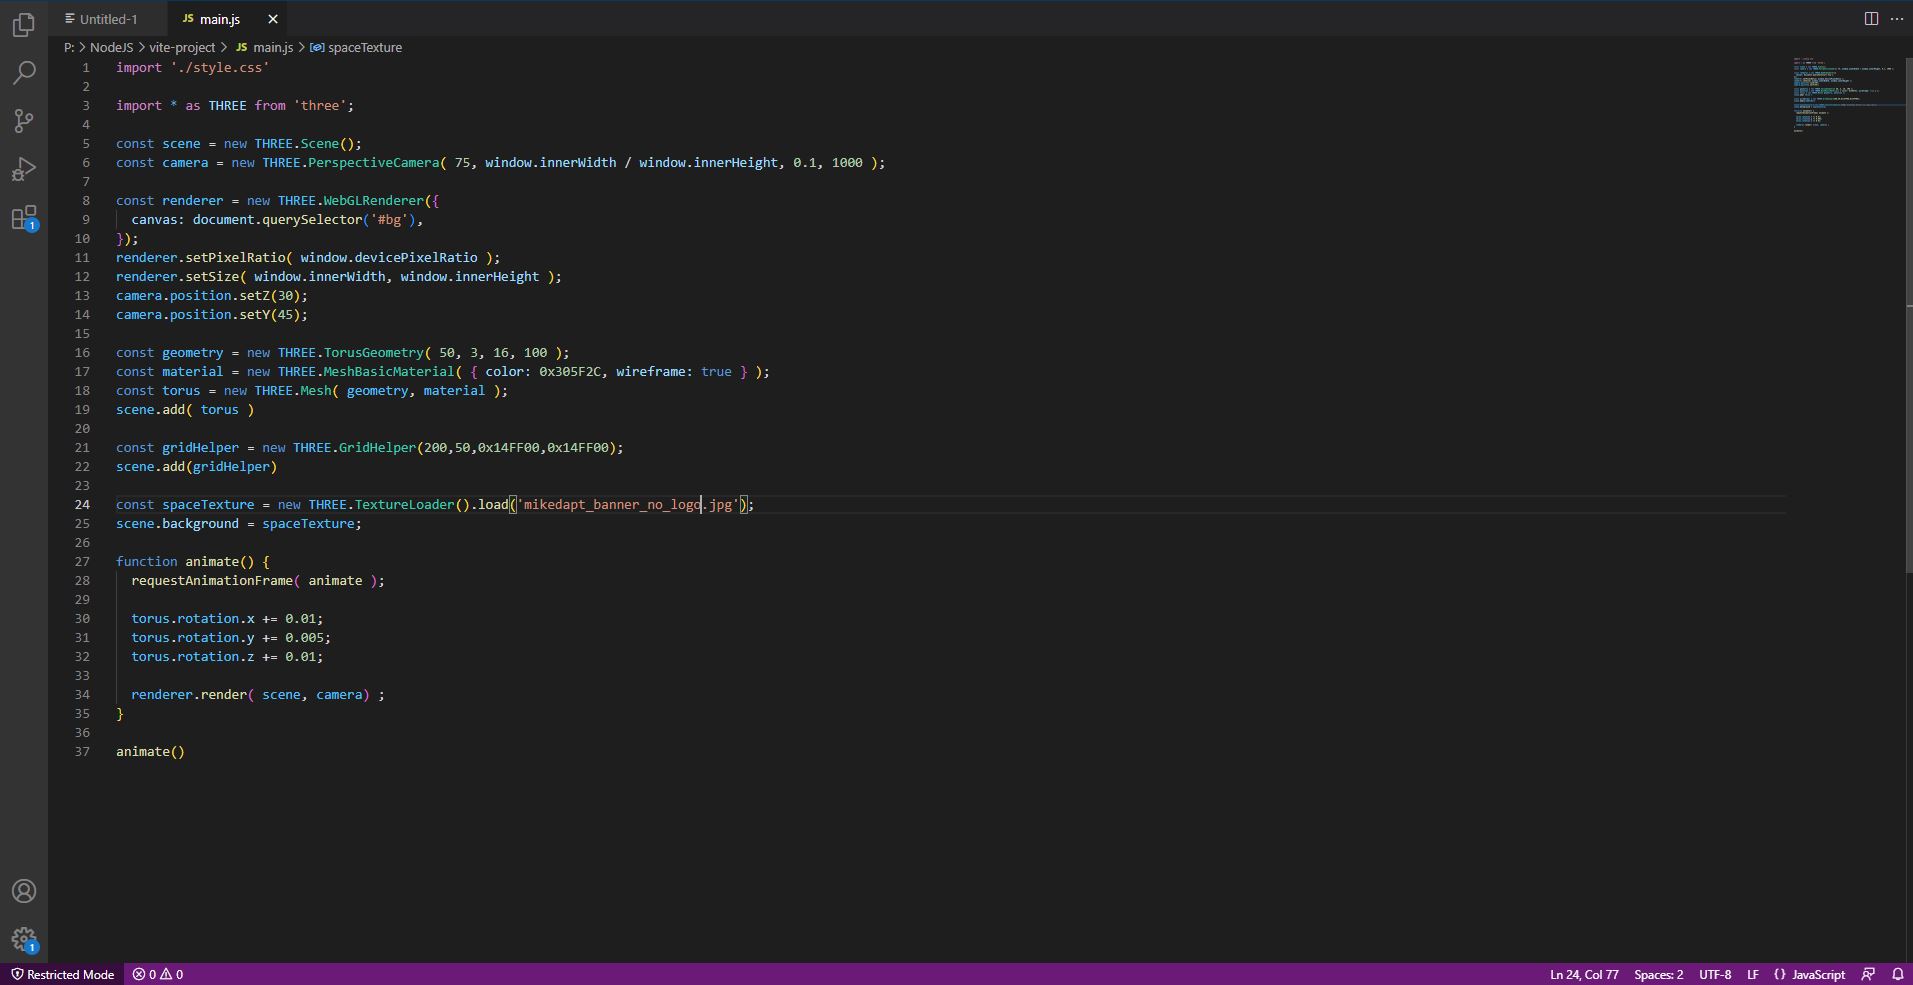 Untitled-1
JS main.js
P: > NodeJS > vite-project > JS main.js > spaceTexture
1 import './style.css'
2
3 import * as THREE from 'three';
4
5 const scene = new THREE.Scene();
6 const camera = new THREE.PerspectiveCamera( 75, window.innerWidth / window.innerHeight, 0.1, 1000 );
7
8 const renderer = new THREE.WebGLRenderer({
9   canvas: document.querySelector('#bg'),
10 });
11 renderer.setPixelRatio( window.devicePixelRatio );
12 renderer.setSize( window.innerWidth, window.innerHeight );
13 camera.position.setZ(30);
14 camera.position.setY(45);
15
16 const geometry = new THREE.TorusGeometry( 50, 3, 16, 100 );
17 const material = new THREE.MeshBasicMaterial( { color: 0x305F2C, wireframe: true } );
18 const torus = new THREE.Mesh( geometry, material );
19 scene.add( torus )
20
21 const gridHelper = new THREE.GridHelper(200,50,0x14FF00,0x14FF00);
22 scene.add(gridHelper)
23
24 const spaceTexture = new THREE.TextureLoader().load('mikedapt_banner_no_logo.jpg');
25 scene.background = spaceTexture;
26
27 function animate() {
28   requestAnimationFrame( animate );
29
30   torus.rotation.x += 0.01;
31   torus.rotation.y += 0.005;
32   torus.rotation.z += 0.01;
33
34   renderer.render( scene, camera) ;
35 }
36
37 animate()
1
1
Restricted Mode 0 0 Ln 24, Col 77 Spaces: 2 UTF-8 LF {} JavaScript